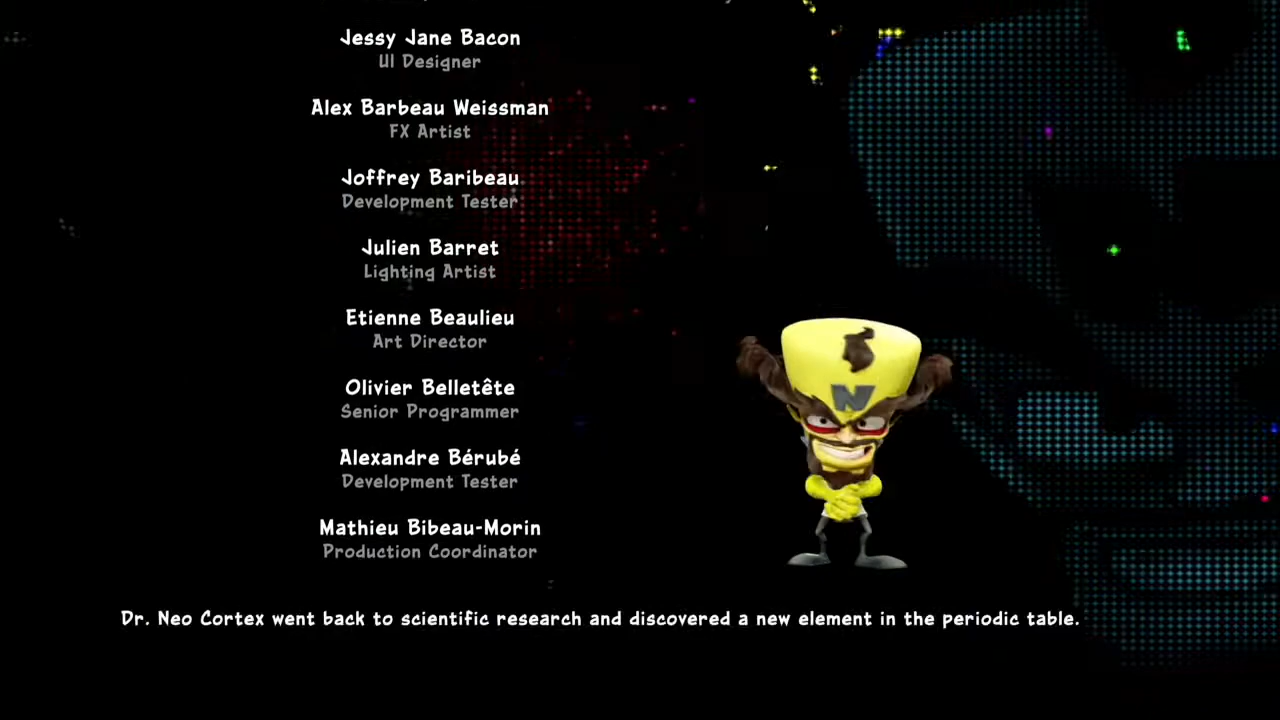 Jessy Jane Bacon
UI Designer
Alex Barbeau Weissman
FX Artist
Joffrey Baribeau
Development Tester
Julien Barret
Lighting Artist
Etienne Beaulieu
Art Director
Olivier Belletête
Senior Programmer
Alexandre Bérubé
Development Tester
Mathieu Bibeau-Morin
Production Coordinator
N
Dr. Neo Cortex went back to scientific research and discovered a new element in the periodic table.